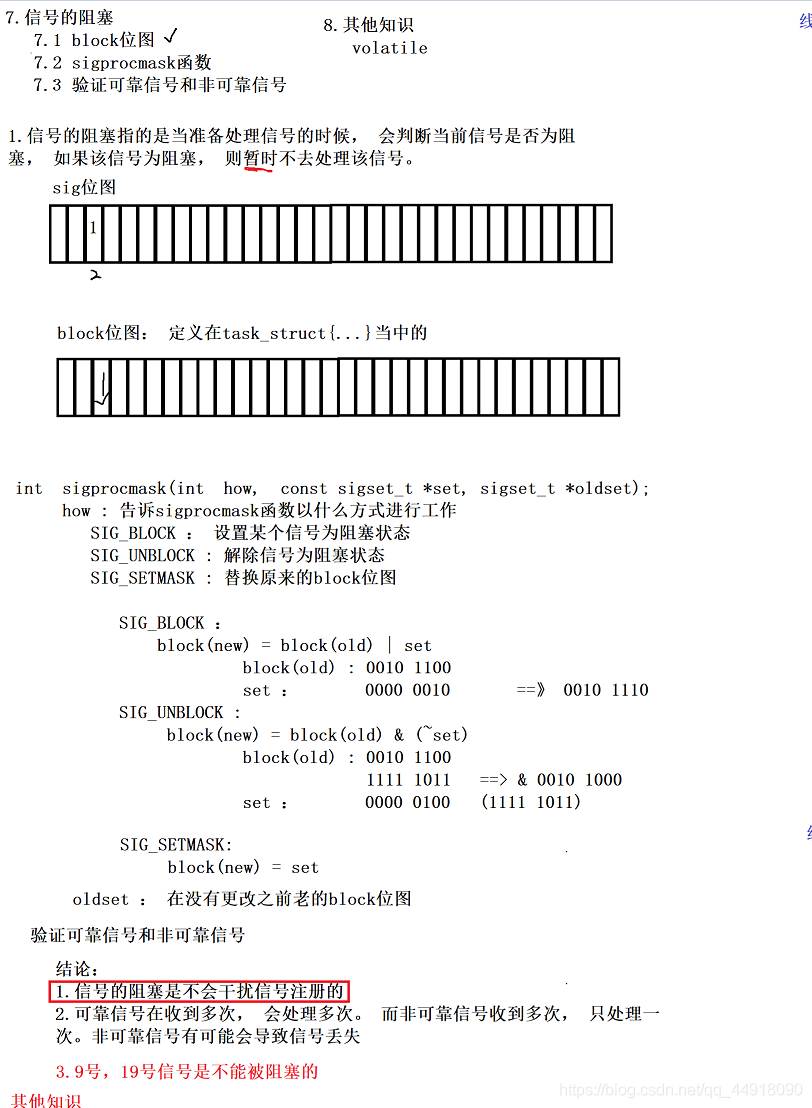 7.信号的阻塞
7.1 block位图
7.2 sigprocmask函数
7.3 验证可靠信号和非可靠信号
8.其他知识
volatile
1.信号的阻塞指的是当准备处理信号的时候， 会判断当前信号是否为阻
塞， 如果该信号为阻塞， 则暂时不去处理该信号。
sig位图
1
2
block位图： 定义在task_struct{...}当中的
1
int  sigprocmask(int  how,  const sigset_t *set, sigset_t *oldset);
how : 告诉sigprocmask函数以什么方式进行工作
SIG_BLOCK ： 设置某个信号为阻塞状态
SIG_UNBLOCK : 解除信号为阻塞状态
SIG_SETMASK : 替换原来的block位图
SIG_BLOCK ：
block(new) = block(old) | set
block(old) : 0010 1100
set ： 0000 0010 ==》 0010 1110
SIG_UNBLOCK :
block(new) = block(old) & (~set)
block(old) : 0010 1100
1111 1011 ==> & 0010 1000
set ： 0000 0100 (1111 1011)
SIG_SETMASK:
block(new) = set
oldset ： 在没有更改之前老的block位图
验证可靠信号和非可靠信号
结论：
1.信号的阻塞是不会干扰信号注册的
2.可靠信号在收到多次， 会处理多次。 而非可靠信号收到多次， 只处理一
次。非可靠信号有可能会导致信号丢失
3.9号，19号信号是不能被阻塞的
https://blog.csdn.net/qq_44918090
其他知识